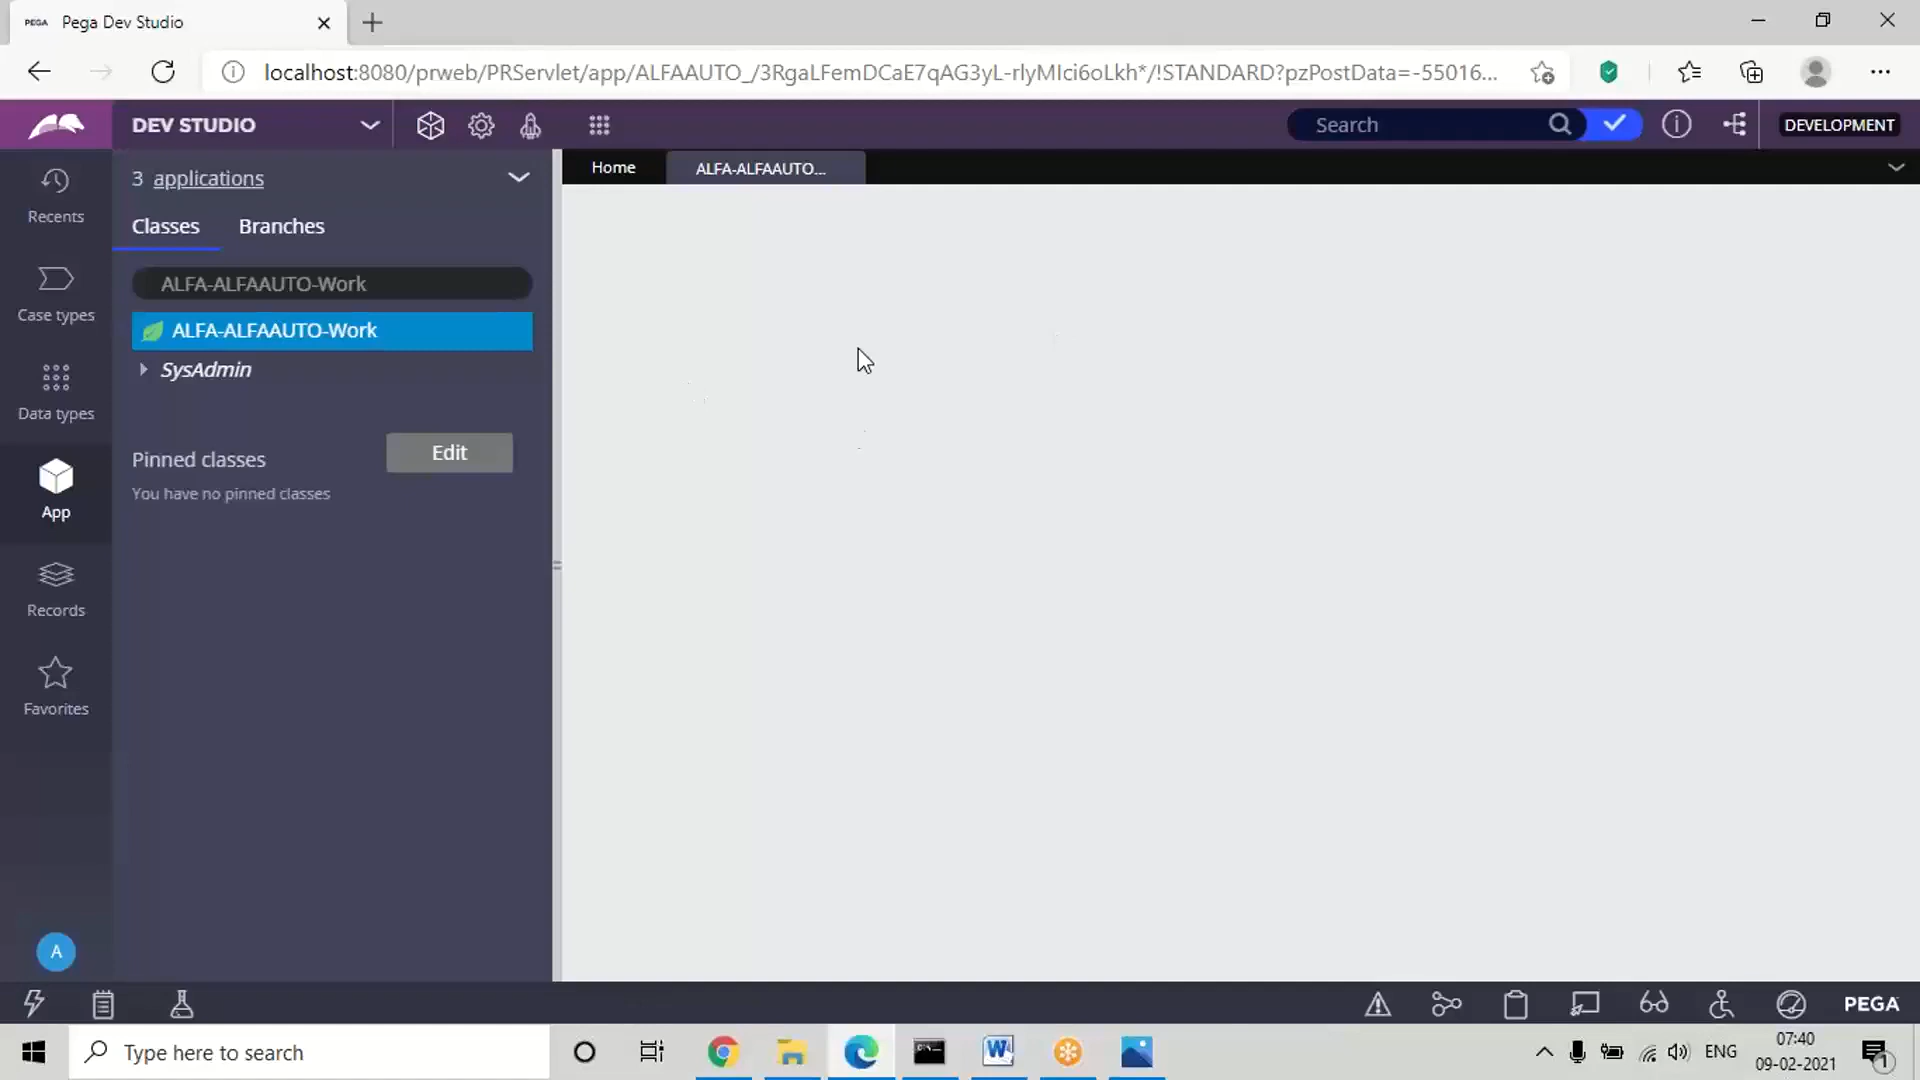 PEGA Pega Dev Studio
localhost:8080/prweb/PRServlet/app/ALFAAUTO_/3RgaLFemDCaE7qAG3yL-rlyMIci6oLkh*/!STANDARD?pzPostData=-55016...
DEV STUDIO
Search
DEVELOPMENT
Recents
Case types
Data types
App
Records
Favorites
A
3 applications
Classes Branches
ALFA-ALFAAUTO-Work
ALFA-ALFAAUTO-Work
SysAdmin
Pinned classes Edit
You have no pinned classes
Home ALFA-ALFAAUTO...
PEGA
Type here to search
ENG
07:40
09-02-2021
1